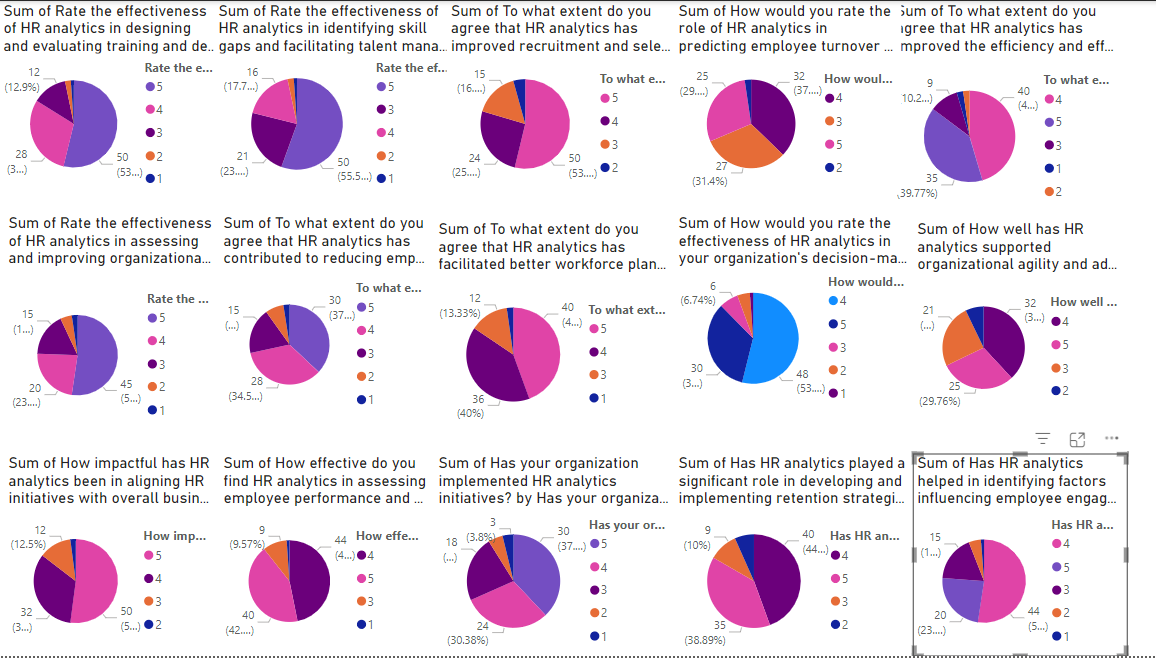 Sum of Rate the effectiveness
of HR analytics in designing
and evaluating training and de...
12
(12.9%)
28
(3...)
50
(53...)
Rate the e...
5
4
3
2
1
Sum of Rate the effectiveness of
HR analytics in identifying skill
gaps and facilitating talent mana...
16
(17.7...)
21
(23....)
50
(55.5...)
Rate the ef...
5
3
4
2
1
Sum of To what extent do you
agree that HR analytics has
improved recruitment and sele...
15
(16....)
24
(25....)
50
(53....)
To what e...
5
4
3
2
Sum of How would you rate the
role of HR analytics in
predicting employee turnover ...
25
(29....)
32
(37....)
27
(31.4%)
How woul...
4
3
5
2
Sum of To what extent do you
agree that HR analytics has
improved the efficiency and eff...
9
10.2...)
40
(4...)
35
39.77%)
To what e...
4
5
3
1
2
Sum of Rate the effectiveness
of HR analytics in assessing
and improving organizationa...
15
(1...)
20
(23....)
45
(5...)
Rate the ...
5
4
3
2
1
Sum of To what extent do you
agree that HR analytics has
contributed to reducing emp...
15
(...)
30
(37...)
28
(34.5...)
To what e...
5
4
3
2
1
Sum of To what extent do you
agree that HR analytics has
facilitated better workforce plan...
12
(13.33%)
40
(4...)
36
(40%)
To what ext...
5
4
3
1
Sum of How would you rate the
effectiveness of HR analytics in
your organization's decision-ma...
6
(6.74%)
30
(3...)
48
(53....)
How would...
4
5
3
2
1
Sum of How well has HR
analytics supported
organizational agility and ad...
21
(...)
32
(3...)
25
(29.76%)
How well ...
4
5
3
2
Sum of How impactful has HR
analytics been in aligning HR
initiatives with overall busin...
12
(12.5%)
32
(3...)
50
(5...)
How imp...
5
4
3
2
Sum of How effective do you
find HR analytics in assessing
employee performance and ...
9
(9.57%)
44
(4...)
40
(42....)
How effe...
4
5
3
1
Sum of Has your organization
implemented HR analytics
initiatives? by Has your organiza...
3
(3.8%)
18
(...)
30
(37....)
24
(30.38%)
Has your or...
5
4
3
2
1
Sum of Has HR analytics played a
significant role in developing and
implementing retention strategi...
9
(10%)
40
(44...)
35
(38.89%)
Has HR an...
4
5
3
2
Sum of Has HR analytics
helped in identifying factors
influencing employee engag...
15
(1...)
20
(23....)
44
(5...)
Has HR a...
4
5
3
2
1